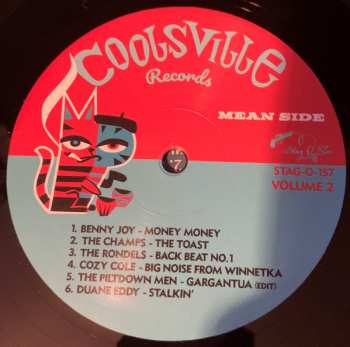 COOLSVILLE
Records
MEAN SIDE
STAG-O-157
VOLUME 2
1. BENNY JOY - MONEY MONEY
2. THE CHAMPS - THE TOAST
3. THE RONDELS - BACK BEAT NO.1
4. COZY COLE - BIG NOISE FROM WINNETKA
5. THE PILTDOWN MEN - GARGANTUA (EDIT)
6. DUANE EDDY - STALKIN'